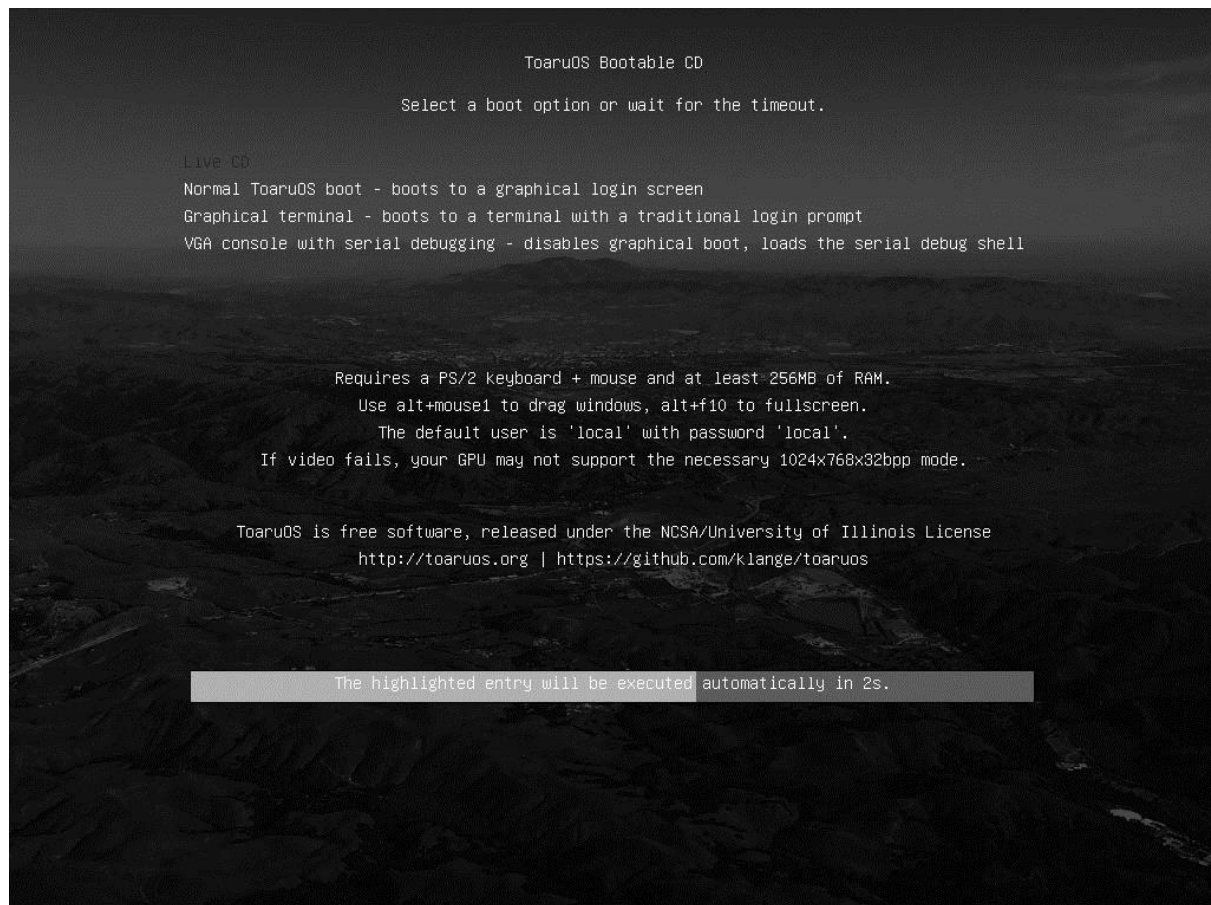 ToaruOS Bootable CD
Select a boot option or wait for the timeout.
Live CD
Normal ToaruOS boot - boots to a graphical login screen
Graphical terminal - boots to a terminal with a traditional login prompt
VGA console with serial debugging - disables graphical boot, loads the serial debug shell
Requires a PS/2 keyboard + mouse and at least 256MB of RAM.
Use alt+mouse1 to drag windows, alt+f10 to fullscreen.
The default user is 'local' with password 'local'.
If video fails, your GPU may not support the necessary 1024x768x32bpp mode.
ToaruOS is free software, released under the NCSA/University of Illinois License
http://toaruos.org | https://github.com/klange/toaruos
The highlighted entry will be executed automatically in 2s.